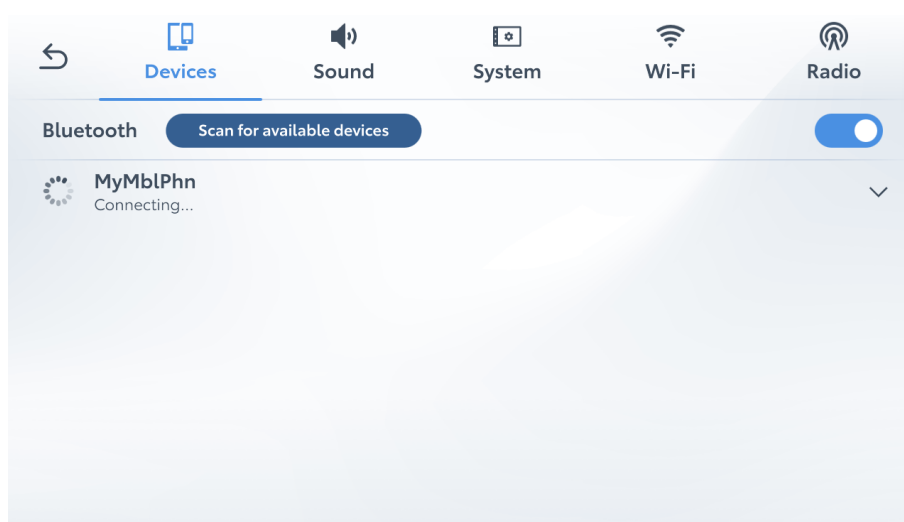 Devices
Sound
System
Wi-Fi
Radio
Bluetooth
Scan for available devices
MyMblPhn
Connecting...